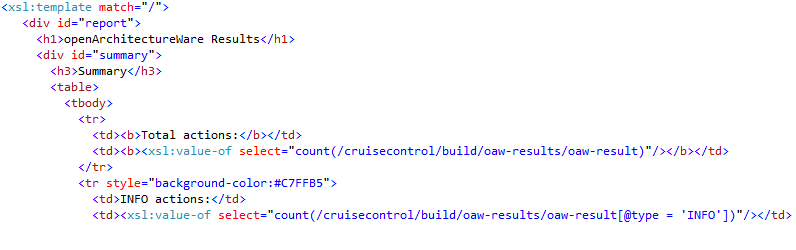 <xsl:template match="/">
<div id="report">
<h1>openArchitectureWare Results</h1>
<div id="summary">
<h3>Summary</h3>
<table>
<tbody>
<tr>
<td><b>Total actions:</b></td>
<td><b><xsl:value-of select="count(/cruisecontrol/build/oaw-results/oaw-result)"/></b></td>
</tr>
<tr style="background-color:#C7FFB5">
<td>INFO actions:</td>
<td><xsl:value-of select="count(/cruisecontrol/build/oaw-results/oaw-result[@type = 'INFO'])"/></td>